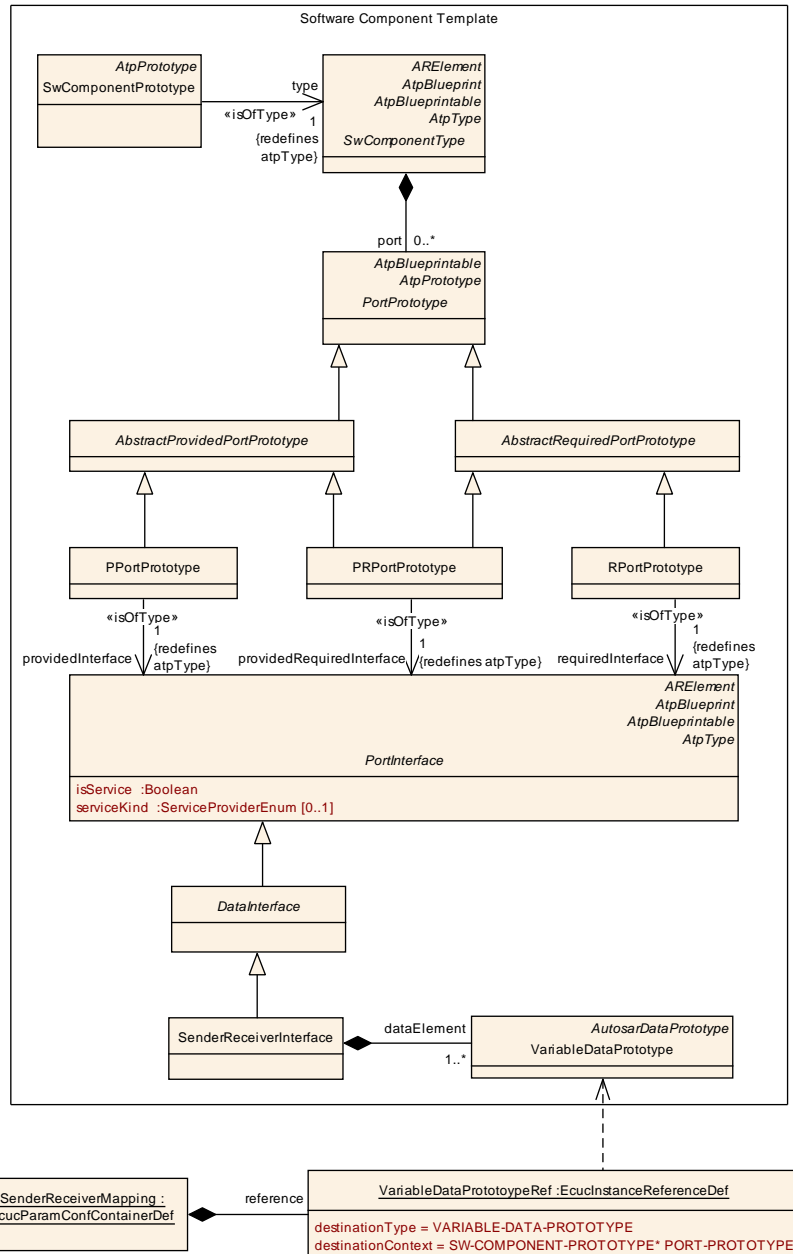 Software Component Template
AtpPrototype
SwComponentPrototype
type
«isOfType»
1
{redefines
atpType}
ARElement
AtpBlueprint
AtpBlueprintable
AtpType
SwComponentType
port
0..*
AtpBlueprintable
AtpPrototype
PortPrototype
AbstractProvidedPortPrototype
AbstractRequiredPortPrototype
PPortPrototype
PRPortPrototype
RPortPrototype
«isOfType»
1
{redefines
atpType}
providedInterface
«isOfType»
1
{redefines atpType}
providedRequiredInterface
«isOfType»
1
{redefines
atpType}
requiredInterface
ARElement
AtpBlueprint
AtpBlueprintable
AtpType
PortInterface
isService :Boolean
serviceKind :ServiceProviderEnum [0..1]
DataInterface
SenderReceiverInterface
dataElement
1..*
AutosarDataPrototype
VariableDataPrototype
SenderReceiverMapping :
cucParamConfContainerDef
reference
VariableDataPrototoypeRef :EcucInstanceReferenceDef
destinationType = VARIABLE-DATA-PROTOTYPE
destinationContext = SW-COMPONENT-PROTOTYPE* PORT-PROTOTYPE